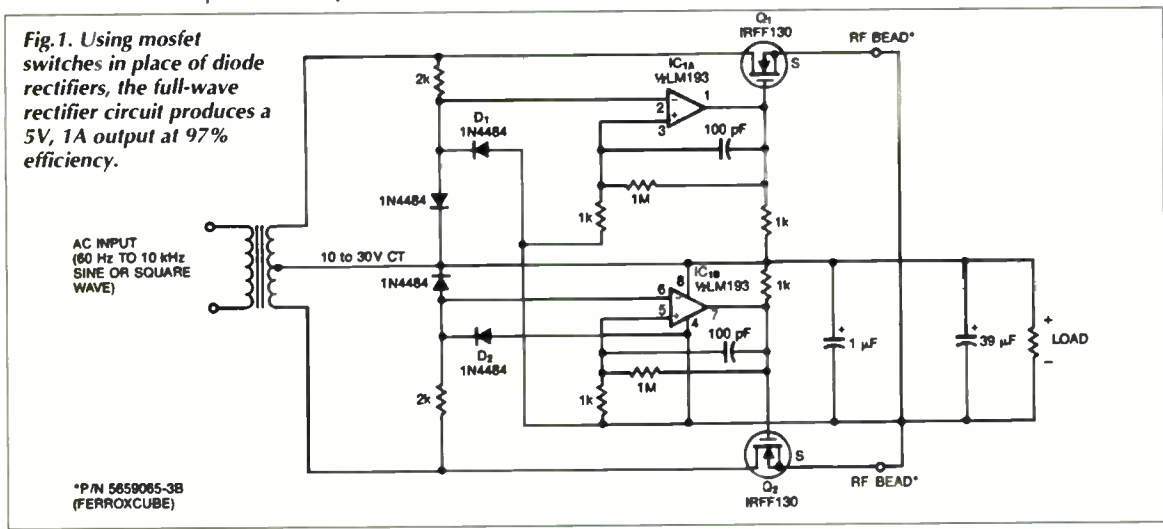 Fig.1. Using mosfet
switches in place of diode
rectifiers, the full-wave
rectifier circuit produces a
5V, 1A output at 97%
efficiency.
Q1
IRFF130
RF BEAD*
S
IC1A
½LM193
2k
2
3
1
D1
1N4484
100 pF
1M
1N4484
1k
1k
AC INPUT
(60 Hz TO 10 kHz
SINE OR SQUARE
WAVE)
10 to 30V CT
1N4484
IC1B
½LM193
8
6
5
4
7
1k
D2
1N4484
100 pF
1 µF
39 µF
+
LOAD
–
2k
1k
1M
S
Q2
IRFF130
RF BEAD*
*P/N 5659065-3B
(FERROXCUBE)